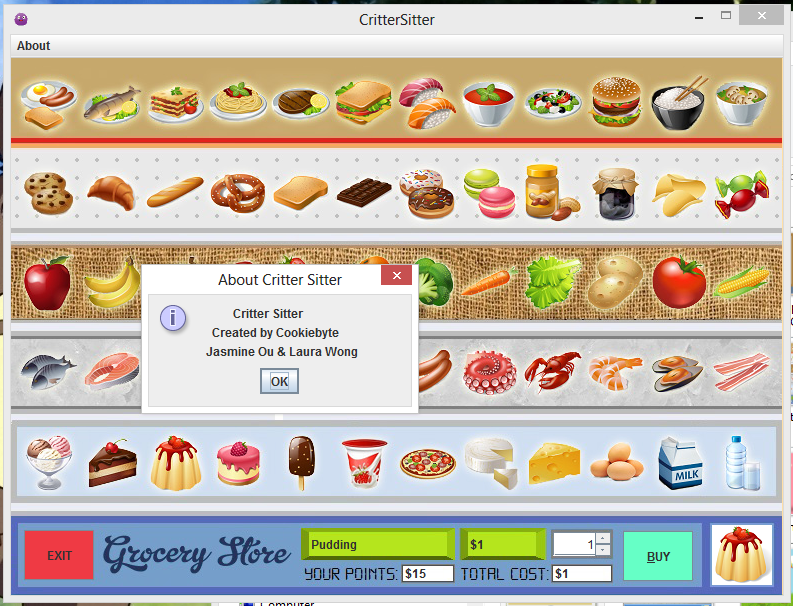 CritterSitter
About
About Critter Sitter
Critter Sitter
Created by Cookiebyte
Jasmine Ou & Laura Wong
OK
MILK
EXIT
Grocery Store
Pudding
$1
1
BUY
YOUR POINTS: $15
TOTAL COST: $1
Computer